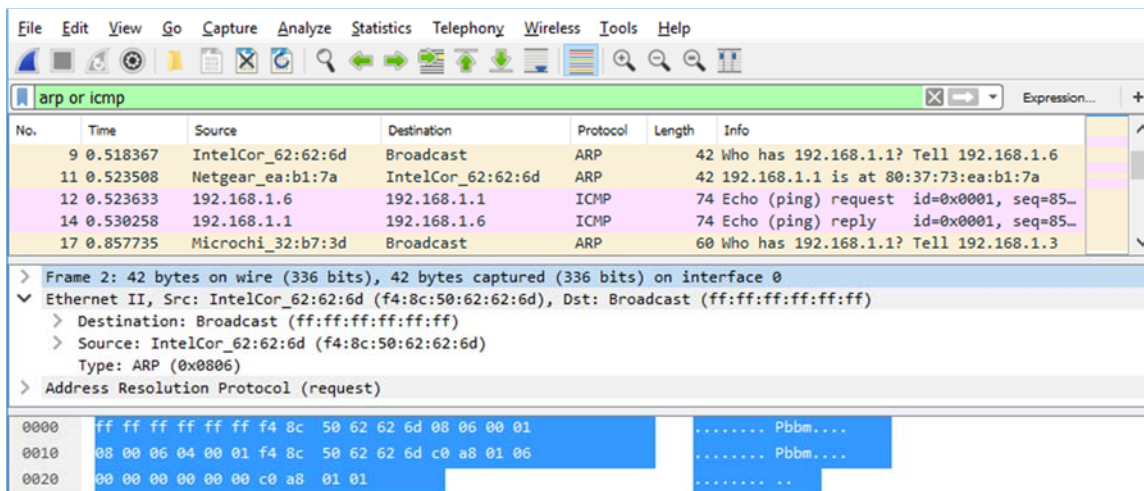 File Edit View Go Capture Analyze Statistics Telephony Wireless Tools Help
arp or icmp Expression... +
No. Time Source Destination Protocol Length Info
9 0.518367 IntelCor_62:62:6d Broadcast ARP 42 Who has 192.168.1.1? Tell 192.168.1.6
11 0.523508 Netgear_ea:b1:7a IntelCor_62:62:6d ARP 42 192.168.1.1 is at 80:37:73:ea:b1:7a
12 0.523633 192.168.1.6 192.168.1.1 ICMP 74 Echo (ping) request id=0x0001, seq=85…
14 0.530258 192.168.1.1 192.168.1.6 ICMP 74 Echo (ping) reply id=0x0001, seq=85…
17 0.857735 Microchi_32:b7:3d Broadcast ARP 60 Who has 192.168.1.1? Tell 192.168.1.3
Frame 2: 42 bytes on wire (336 bits), 42 bytes captured (336 bits) on interface 0
Ethernet II, Src: IntelCor_62:62:6d (f4:8c:50:62:62:6d), Dst: Broadcast (ff:ff:ff:ff:ff:ff)
Destination: Broadcast (ff:ff:ff:ff:ff:ff)
Source: IntelCor_62:62:6d (f4:8c:50:62:62:6d)
Type: ARP (0x0806)
Address Resolution Protocol (request)
0000 ff ff ff ff ff ff f4 8c 50 62 62 6d 08 06 00 01 ........ Pbbm....
0010 08 00 06 04 00 01 f4 8c 50 62 62 6d c0 a8 01 06 ........ Pbbm....
0020 00 00 00 00 00 00 c0 a8 01 01 ........ ..